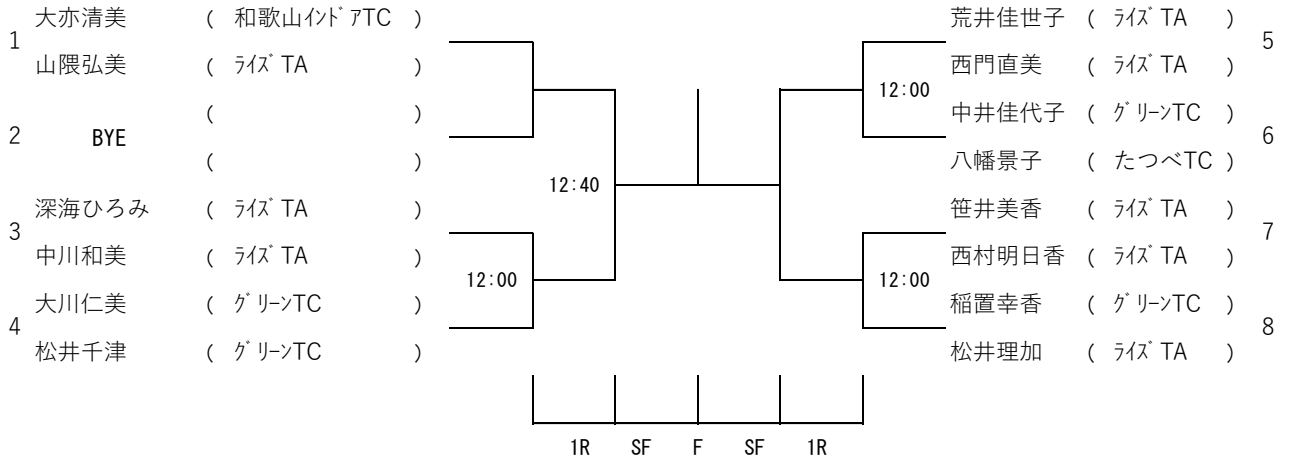 1
大亦清美 ( 和歌山ｲﾝﾄﾞｱTC )
山隈弘美 ( ﾗｲｽﾞTA )
2
BYE
( )
( )
3
深海ひろみ ( ﾗｲｽﾞTA )
中川和美 ( ﾗｲｽﾞTA )
4
大川仁美 ( ｸﾞﾘｰﾝTC )
松井千津 ( ｸﾞﾘｰﾝTC )
12:00
12:40
荒井佳世子 ( ﾗｲｽﾞTA )
西門直美 ( ﾗｲｽﾞTA )
5
12:00
中井佳代子 ( ｸﾞﾘｰﾝTC )
八幡景子 ( たつべTC )
6
笹井美香 ( ﾗｲｽﾞTA )
西村明日香 ( ﾗｲｽﾞTA )
7
12:00
稲置幸香 ( ｸﾞﾘｰﾝTC )
松井理加 ( ﾗｲｽﾞTA )
8
1R SF F SF 1R